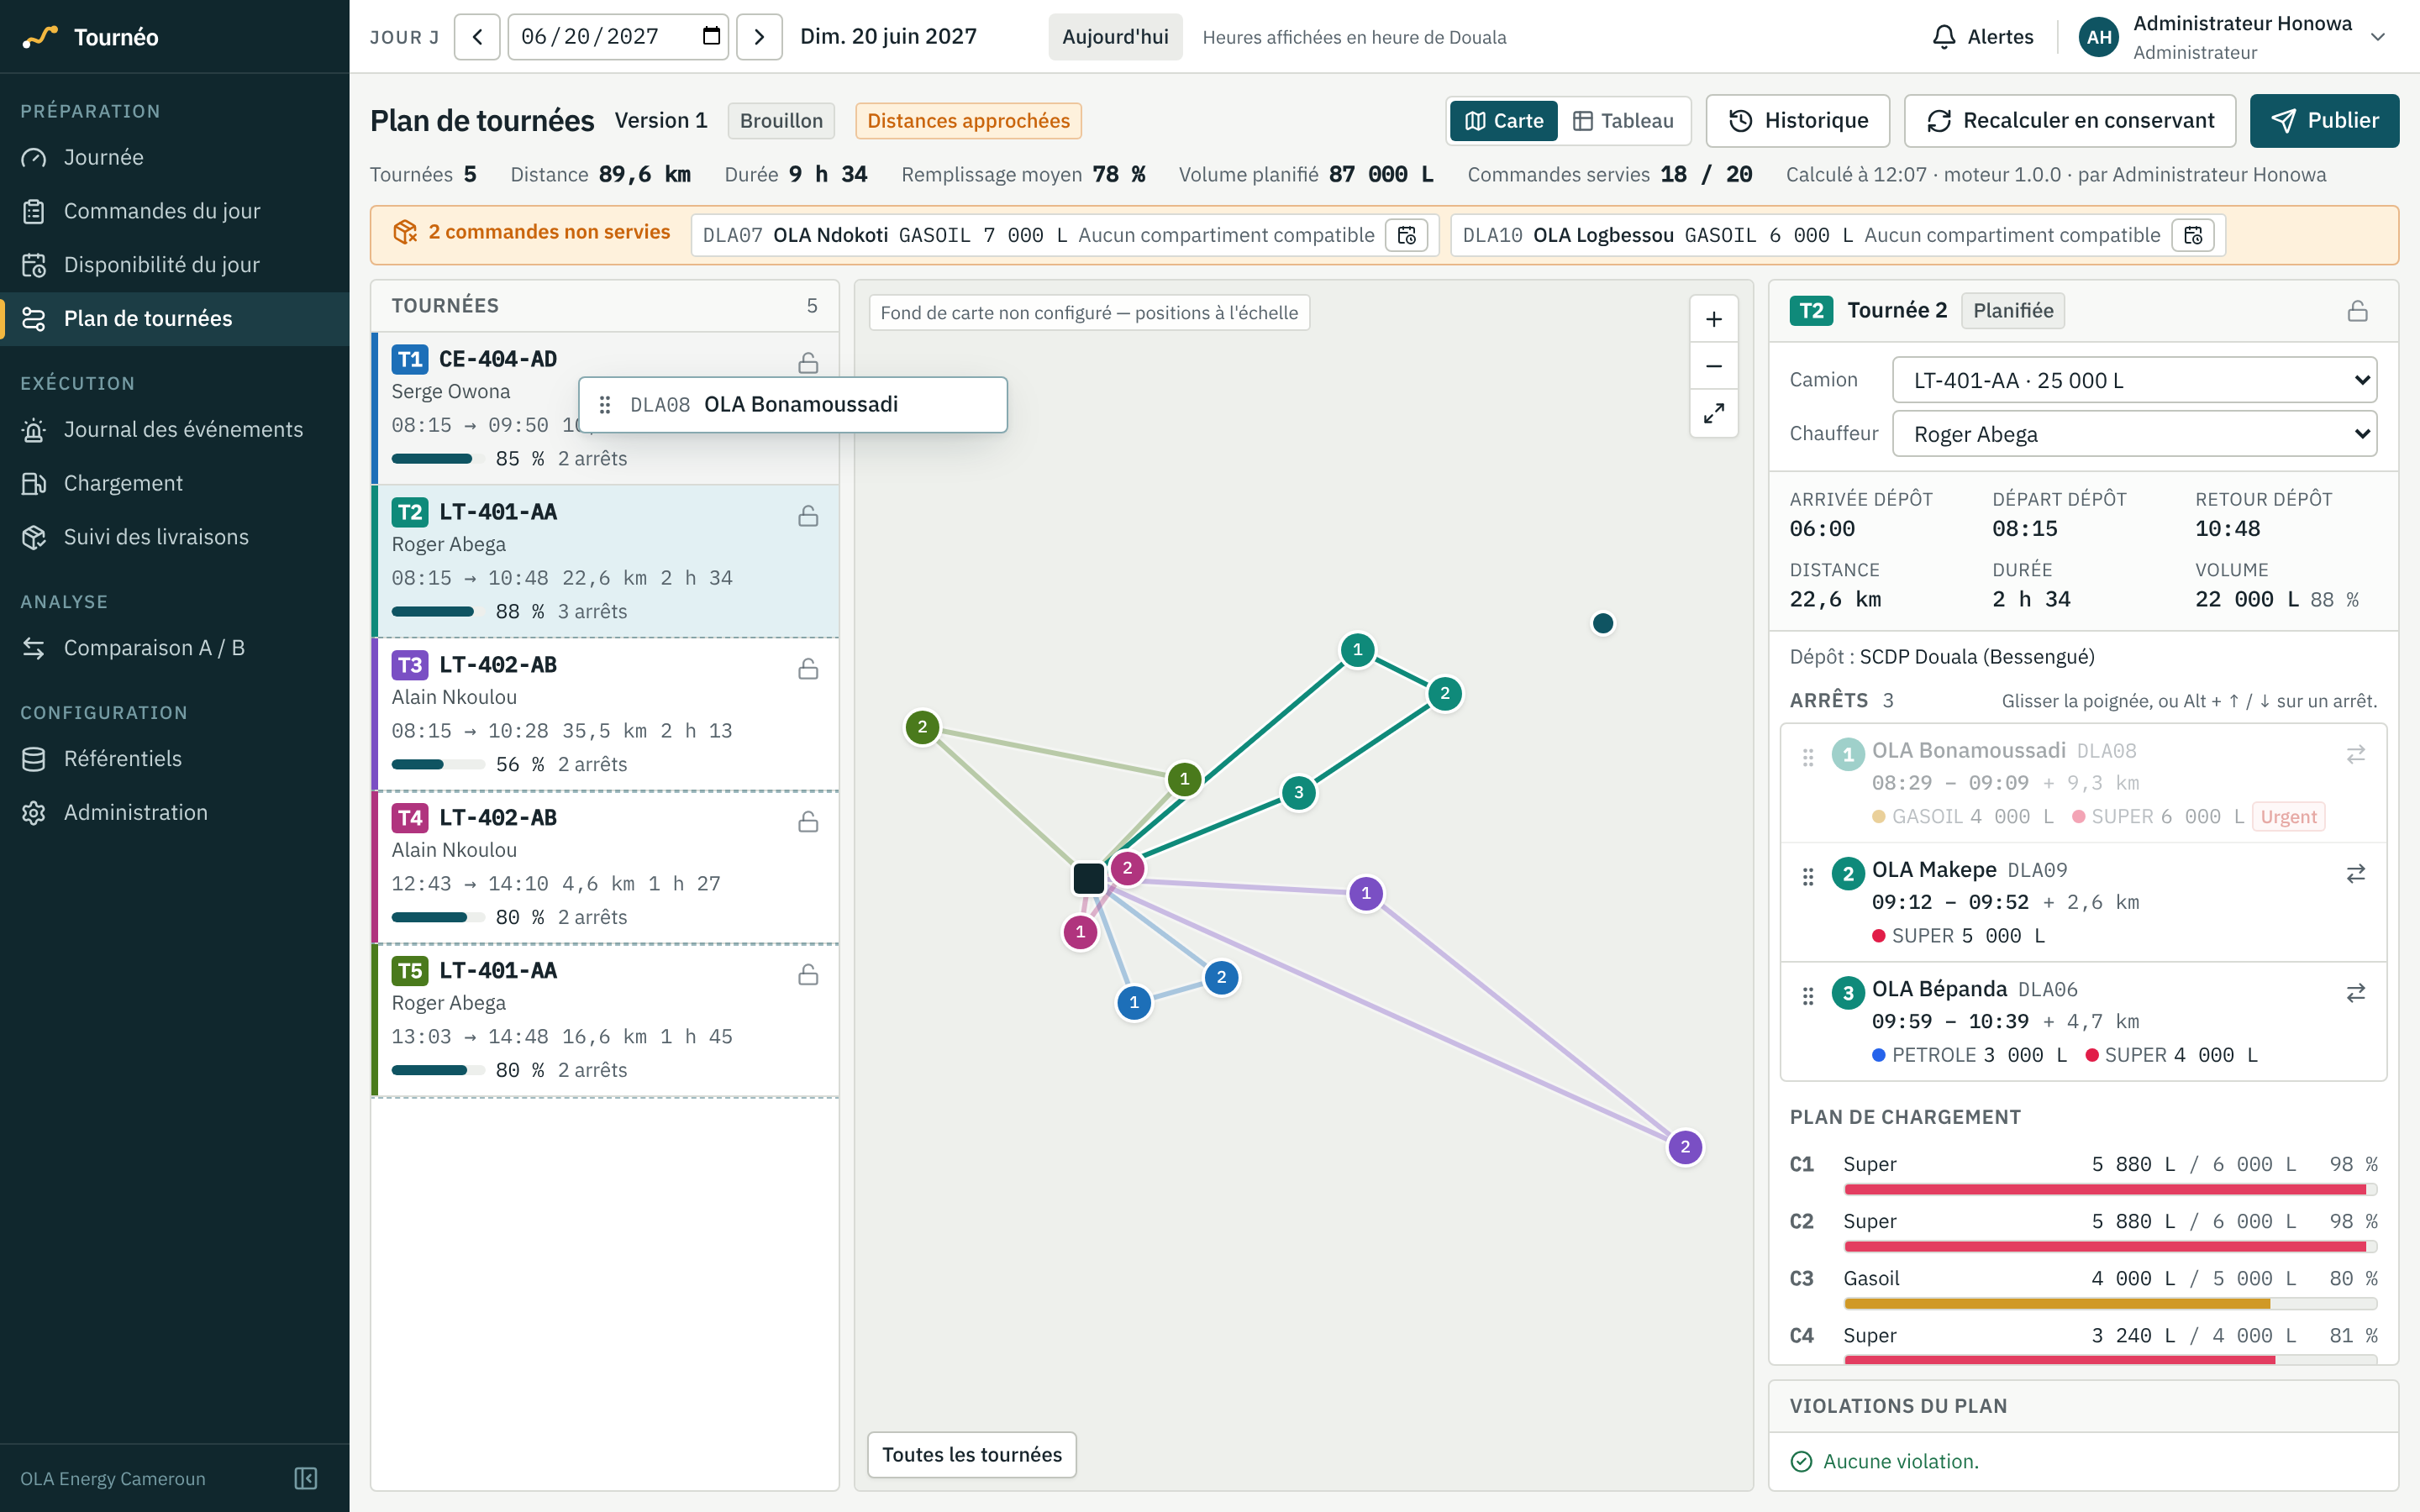 Tournéo
JOUR J
06/20/2027
Dim. 20 juin 2027
Aujourd'hui
Heures affichées en heure de Douala
Alertes
AH
Administrateur Honowa
Administrateur
PRÉPARATION
Journée
Commandes du jour
Disponibilité du jour
Plan de tournées
EXÉCUTION
Journal des événements
Chargement
Suivi des livraisons
ANALYSE
Comparaison A / B
CONFIGURATION
Référentiels
Administration
OLA Energy Cameroun
Plan de tournées
Version 1
Brouillon
Distances approchées
Carte
Tableau
Historique
Recalculer en conservant
Publier
Tournées 5
Distance 89,6 km
Durée 9 h 34
Remplissage moyen 78 %
Volume planifié 87 000 L
Commandes servies 18 / 20
Calculé à 12:07 · moteur 1.0.0 · par Administrateur Honowa
2 commandes non servies
DLA07 OLA Ndokoti GASOIL 7 000 L Aucun compartiment compatible
DLA10 OLA Logbessou GASOIL 6 000 L Aucun compartiment compatible
TOURNÉES 5
T1 CE-404-AD
Serge Owona
08:15 → 09:50
85 % 2 arrêts
DLA08 OLA Bonamoussadi
T2 LT-401-AA
Roger Abega
08:15 → 10:48 22,6 km 2 h 34
88 % 3 arrêts
T3 LT-402-AB
Alain Nkoulou
08:15 → 10:28 35,5 km 2 h 13
56 % 2 arrêts
T4 LT-402-AB
Alain Nkoulou
12:43 → 14:10 4,6 km 1 h 27
80 % 2 arrêts
T5 LT-401-AA
Roger Abega
13:03 → 14:48 16,6 km 1 h 45
80 % 2 arrêts
Fond de carte non configuré — positions à l'échelle
+
−
1
2
2
1
3
2
1
1
2
1
2
Toutes les tournées
T2 Tournée 2 Planifiée
Camion LT-401-AA · 25 000 L
Chauffeur Roger Abega
ARRIVÉE DÉPÔT DÉPART DÉPÔT RETOUR DÉPÔT
06:00 08:15 10:48
DISTANCE DURÉE VOLUME
22,6 km 2 h 34 22 000 L 88 %
Dépôt : SCDP Douala (Bessengué)
ARRÊTS 3 Glisser la poignée, ou Alt + ↑ / ↓ sur un arrêt.
1 OLA Bonamoussadi DLA08
08:29 – 09:09 + 9,3 km
GASOIL 4 000 L SUPER 6 000 L Urgent
2 OLA Makepe DLA09
09:12 – 09:52 + 2,6 km
SUPER 5 000 L
3 OLA Bépanda DLA06
09:59 – 10:39 + 4,7 km
PETROLE 3 000 L SUPER 4 000 L
PLAN DE CHARGEMENT
C1 Super 5 880 L / 6 000 L 98 %
C2 Super 5 880 L / 6 000 L 98 %
C3 Gasoil 4 000 L / 5 000 L 80 %
C4 Super 3 240 L / 4 000 L 81 %
VIOLATIONS DU PLAN
Aucune violation.